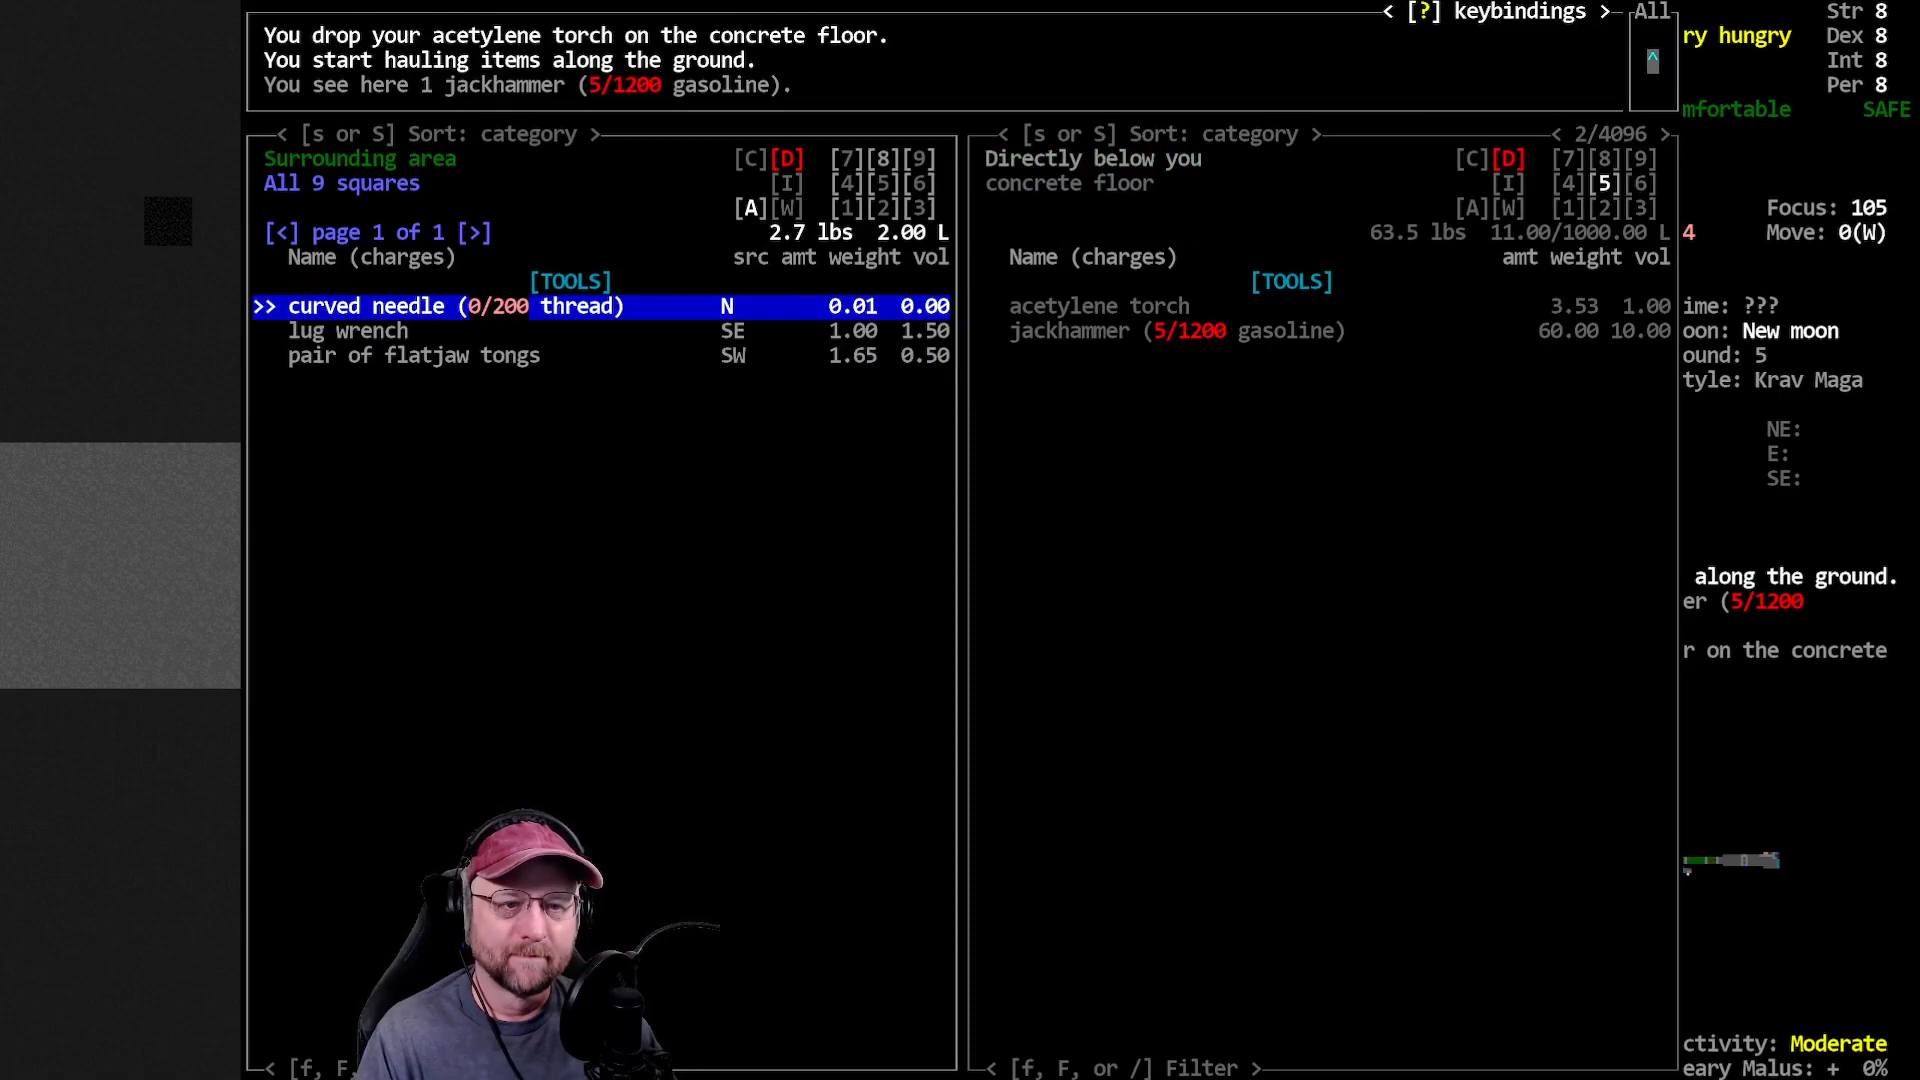 < [?] keybindings >
All
Str 8
You drop your acetylene torch on the concrete floor.
ry hungry
Dex 8
You start hauling items along the ground.
^
Int 8
You see here 1 jackhammer (5/1200 gasoline).
Per 8
mfortable
SAFE
< [s or S] Sort: category >
< [s or S] Sort: category >
< 2/4096 >
Surrounding area
[C][D] [7][8][9]
Directly below you
[C][D] [7][8][9]
All 9 squares
[I] [4][5][6]
concrete floor
[I] [4][5][6]
[A][W] [1][2][3]
[A][W] [1][2][3]
Focus: 105
[<] page 1 of 1 [>]
2.7 lbs 2.00 L
63.5 lbs 11.00/1000.00 L
4
Move: 0(W)
Name (charges)
src amt weight vol
Name (charges)
amt weight vol
[TOOLS]
[TOOLS]
>> curved needle (0/200 thread) N 0.01 0.00
acetylene torch 3.53 1.00
ime: ???
lug wrench SE 1.00 1.50
jackhammer (5/1200 gasoline) 60.00 10.00
oon: New moon
pair of flatjaw tongs SW 1.65 0.50
ound: 5
tyle: Krav Maga
NE:
E:
SE:
along the ground.
er (5/1200
r on the concrete
ctivity: Moderate
< [f, F,
< [f, F, or /] Filter >
eary Malus: + 0%